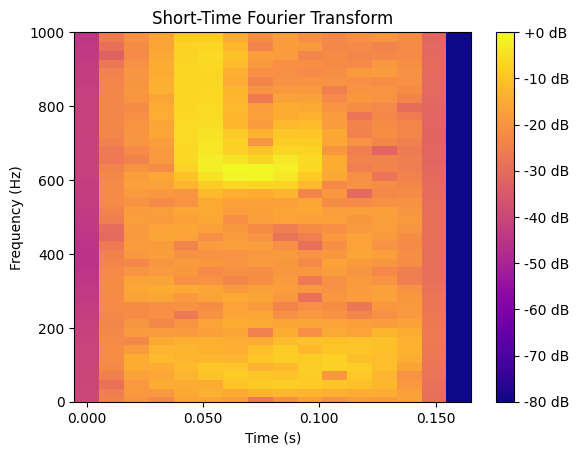 Short-Time Fourier Transform
Frequency (Hz)
1000
800
600
400
200
0
0.000
0.050
0.100
0.150
Time (s)
+0 dB
-10 dB
-20 dB
-30 dB
-40 dB
-50 dB
-60 dB
-70 dB
-80 dB